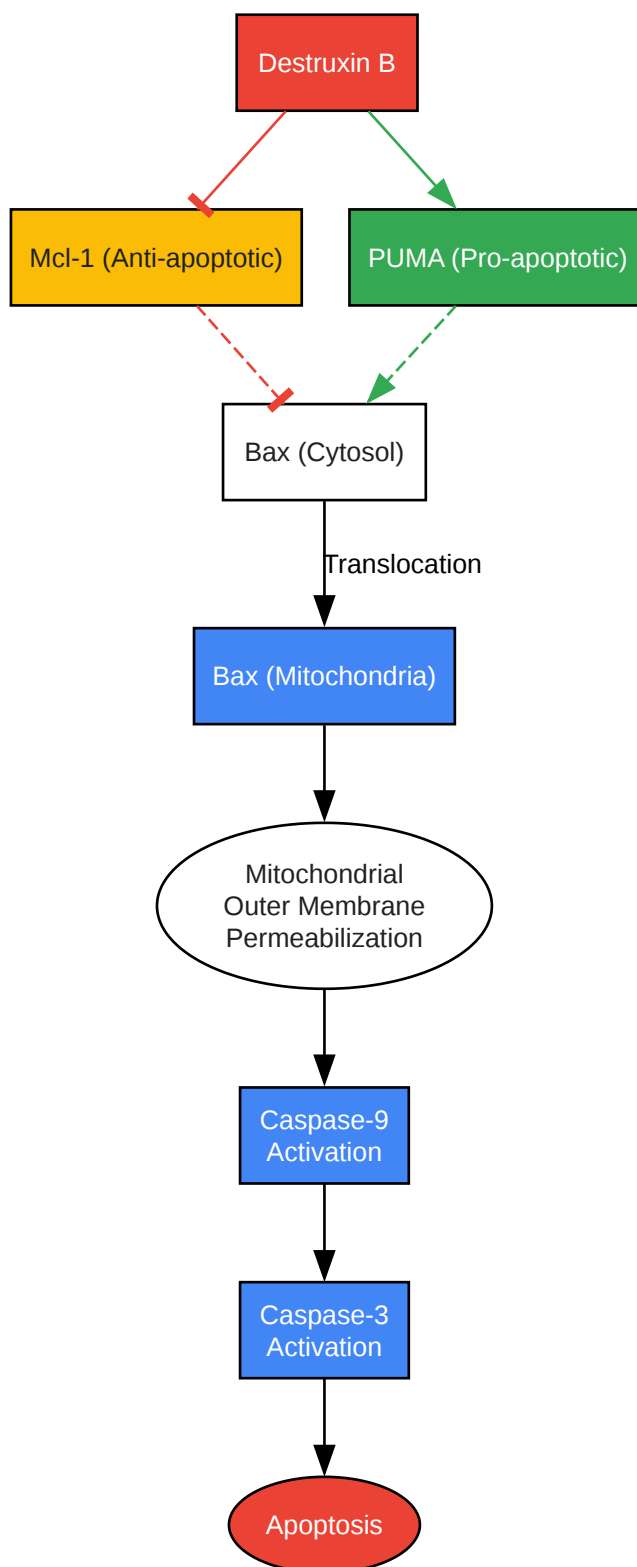 Destruxin B
Mcl-1 (Anti-apoptotic)
PUMA (Pro-apoptotic)
Bax (Cytosol)
Translocation
Bax (Mitochondria)
Mitochondrial
Outer Membrane
Permeabilization
Caspase-9
Activation
Caspase-3
Activation
Apoptosis